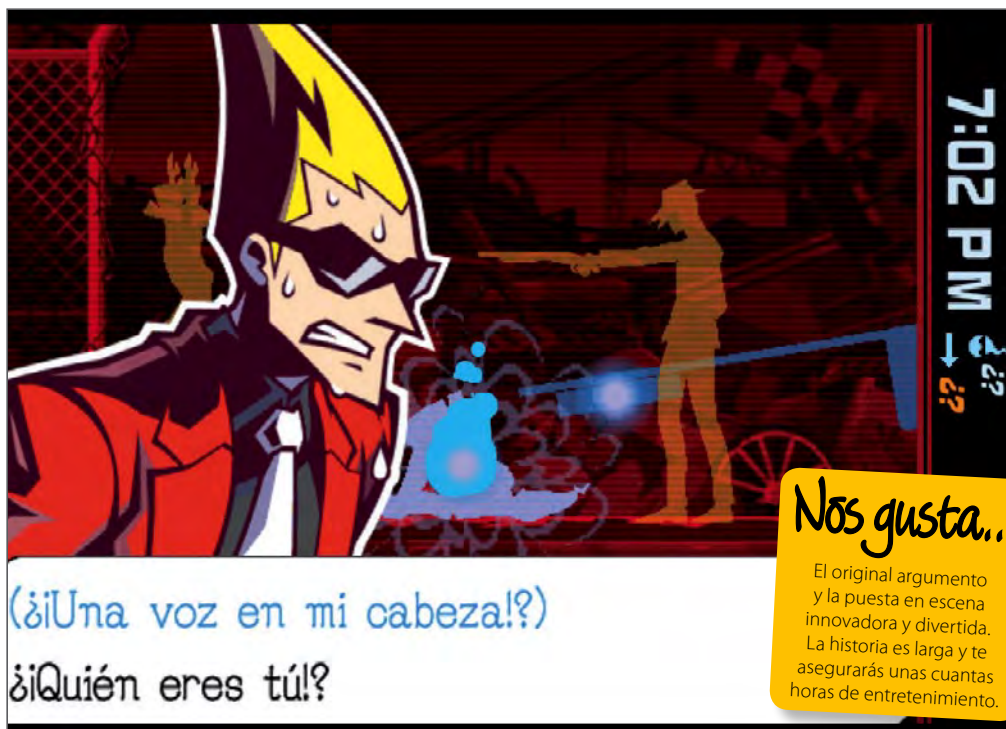 7:02 PM
→ ¿?
¿?
(¿¡Una voz en mi cabeza!?)
¿¡Quién eres tú!?
Nos gusta..
El original argumento
y la puesta en escena
innovadora y divertida.
La historia es larga y te
asegurarás unas cuantas
horas de entretenimiento.